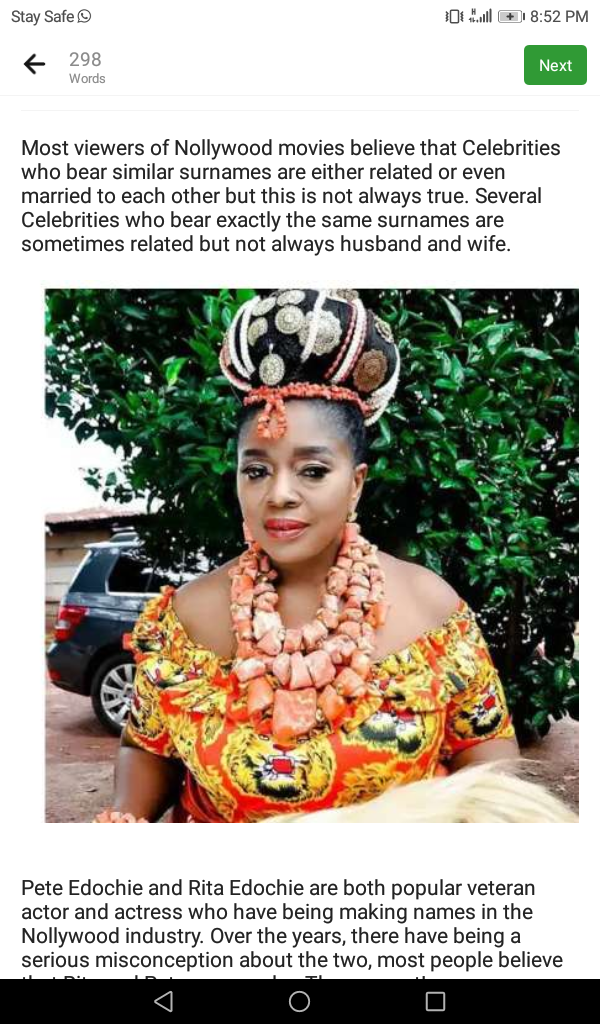 Stay Safe
8:52 PM
298
Words
Next
Most viewers of Nollywood movies believe that Celebrities
who bear similar surnames are either related or even
married to each other but this is not always true. Several
Celebrities who bear exactly the same surnames are
sometimes related but not always husband and wife.
Pete Edochie and Rita Edochie are both popular veteran
actor and actress who have being making names in the
Nollywood industry. Over the years, there have being a
serious misconception about the two, most people believe